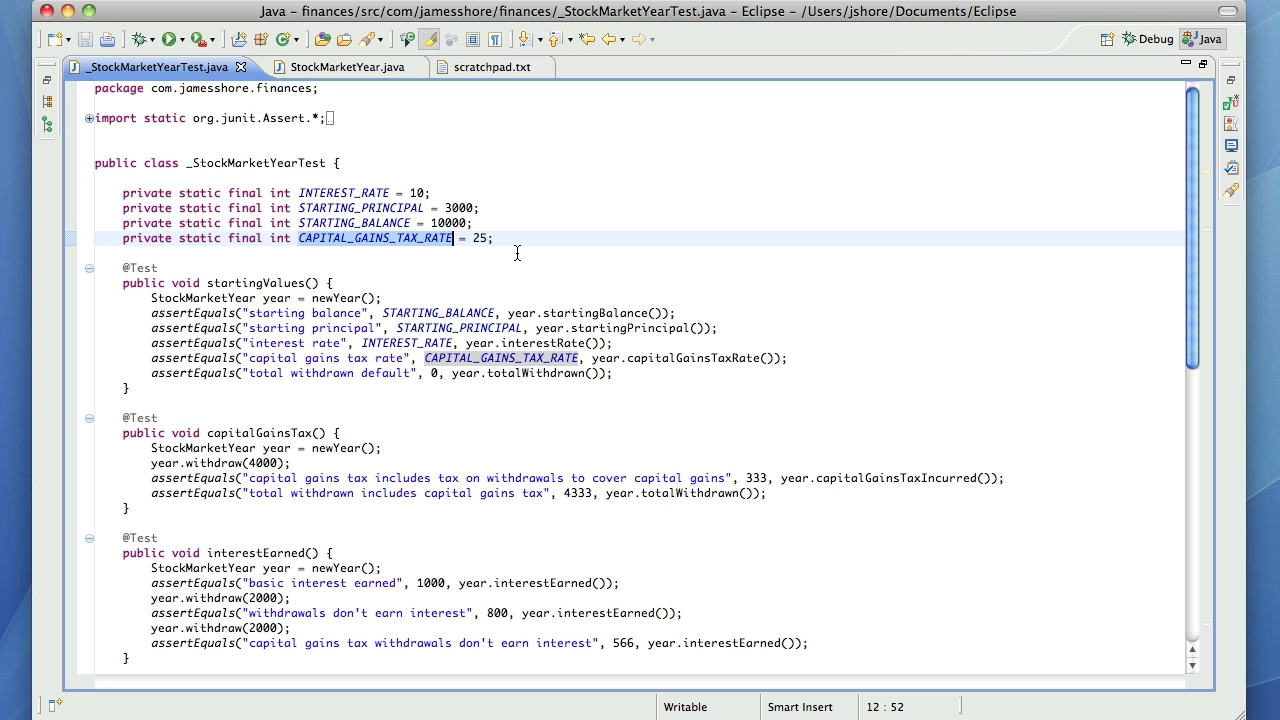 Java - finances/src/com/jamesshore/finances/_StockMarketYearTest.java - Eclipse - /Users/jshore/Documents/Eclipse
Debug Java
_StockMarketYearTest.java StockMarketYear.java scratchpad.txt
package com.jamesshore.finances;
import static org.junit.Assert.*;
public class _StockMarketYearTest {
private static final int INTEREST_RATE = 10;
private static final int STARTING_PRINCIPAL = 3000;
private static final int STARTING_BALANCE = 10000;
private static final int CAPITAL_GAINS_TAX_RATE = 25;
@Test
public void startingValues() {
StockMarketYear year = newYear();
assertEquals("starting balance", STARTING_BALANCE, year.startingBalance());
assertEquals("starting principal", STARTING_PRINCIPAL, year.startingPrincipal());
assertEquals("interest rate", INTEREST_RATE, year.interestRate());
assertEquals("capital gains tax rate", CAPITAL_GAINS_TAX_RATE, year.capitalGainsTaxRate());
assertEquals("total withdrawn default", 0, year.totalWithdrawn());
}
@Test
public void capitalGainsTax() {
StockMarketYear year = newYear();
year.withdraw(4000);
assertEquals("capital gains tax includes tax on withdrawals to cover capital gains", 333, year.capitalGainsTaxIncurred());
assertEquals("total withdrawn includes capital gains tax", 4333, year.totalWithdrawn());
}
@Test
public void interestEarned() {
StockMarketYear year = newYear();
assertEquals("basic interest earned", 1000, year.interestEarned());
year.withdraw(2000);
assertEquals("withdrawals don't earn interest", 800, year.interestEarned());
year.withdraw(2000);
assertEquals("capital gains tax withdrawals don't earn interest", 566, year.interestEarned());
}
Writable Smart Insert 12 : 52